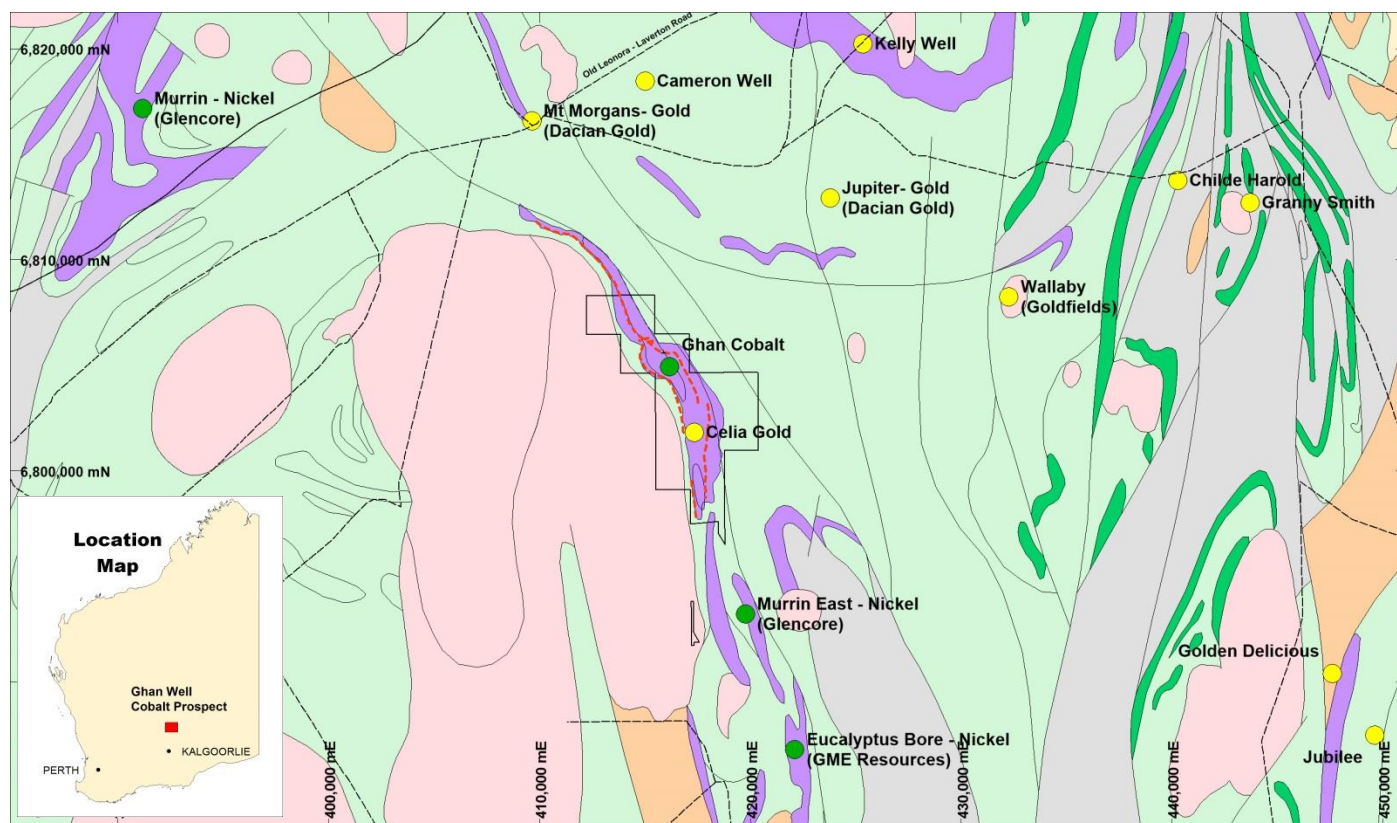 6,820,000 mN
Old Leonora - Laverton Road
Kelly Well
Cameron Well
Murrin - Nickel
(Glencore)
Mt Morgans- Gold
(Dacian Gold)
Childe Harold
Jupiter- Gold
(Dacian Gold)
Granny Smith
6,810,000 mN
Wallaby
(Goldfields)
Ghan Cobalt
Celia Gold
6,800,000 mN
Location
Map
Murrin East - Nickel
(Glencore)
Golden Delicious
Ghan Well
Cobalt Prospect
KALGOORLIE
PERTH
Eucalyptus Bore - Nickel
(GME Resources)
Jubilee
400,000 mE
410,000 mE
420,000 mE
430,000 mE
440,000 mE
450,000 mE